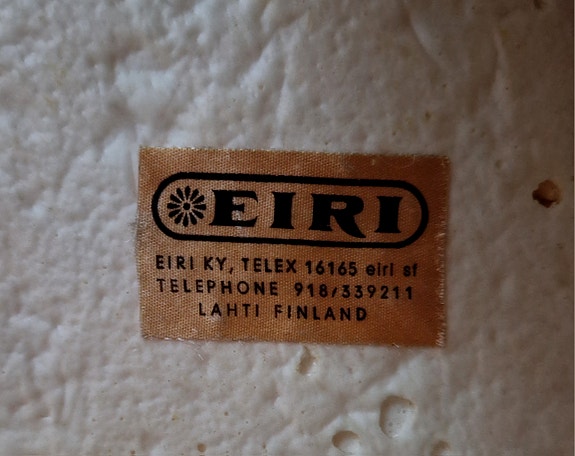 EIRI
EIRI KY, TELEX 16165 eiri sf
TELEPHONE 918/339211
LAHTI FINLAND